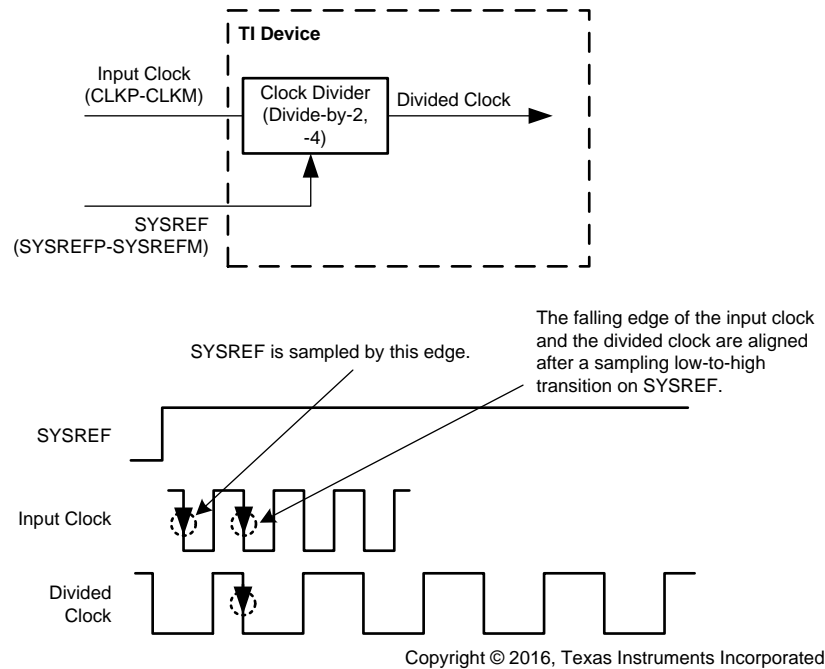 TI Device
Input Clock
(CLKP-CLKM)
Clock Divider
(Divide-by-2,
-4)
Divided Clock
SYSREF
(SYSREFP-SYSREFM)
The falling edge of the input clock
and the divided clock are aligned
after a sampling low-to-high
transition on SYSREF.
SYSREF is sampled by this edge.
SYSREF
Input Clock
Divided
Clock
Copyright © 2016, Texas Instruments Incorporated